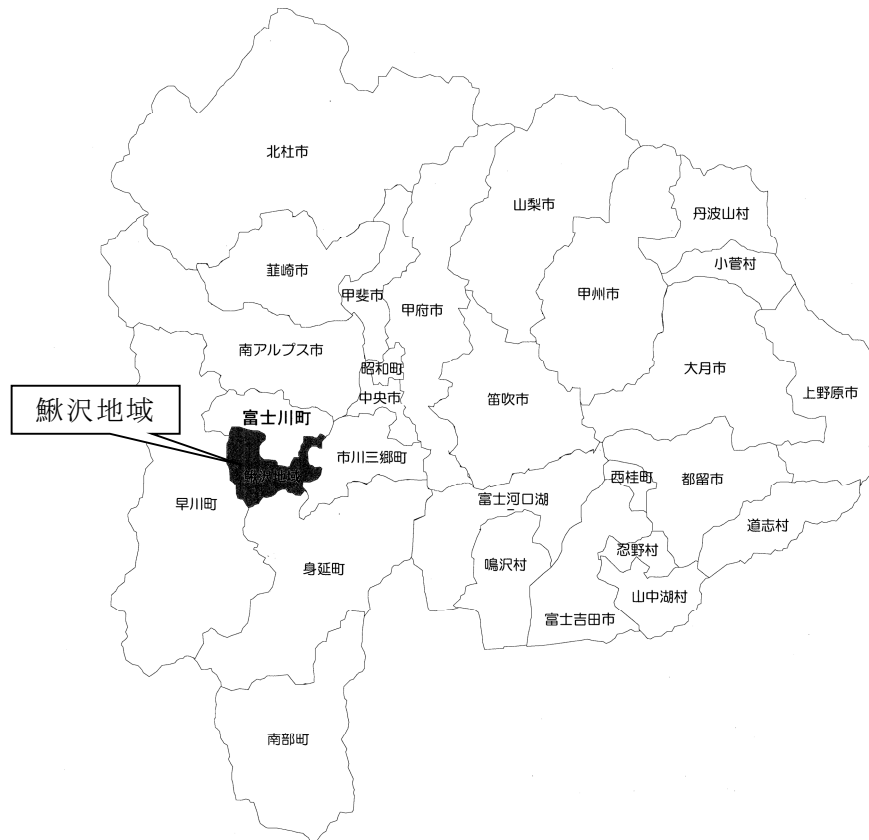 北杜市
山梨市
丹波山村
小菅村
韮崎市
甲斐市
甲府市
甲州市
南アルプス市
昭和町
大月市
中央市
笛吹市
上野原市
鰍沢地域
富士川町
市川三郷町
鰍沢地域
西桂町
都留市
早川町
富士河口湖
道志村
忍野村
鳴沢村
身延町
山中湖村
富士吉田市
南部町